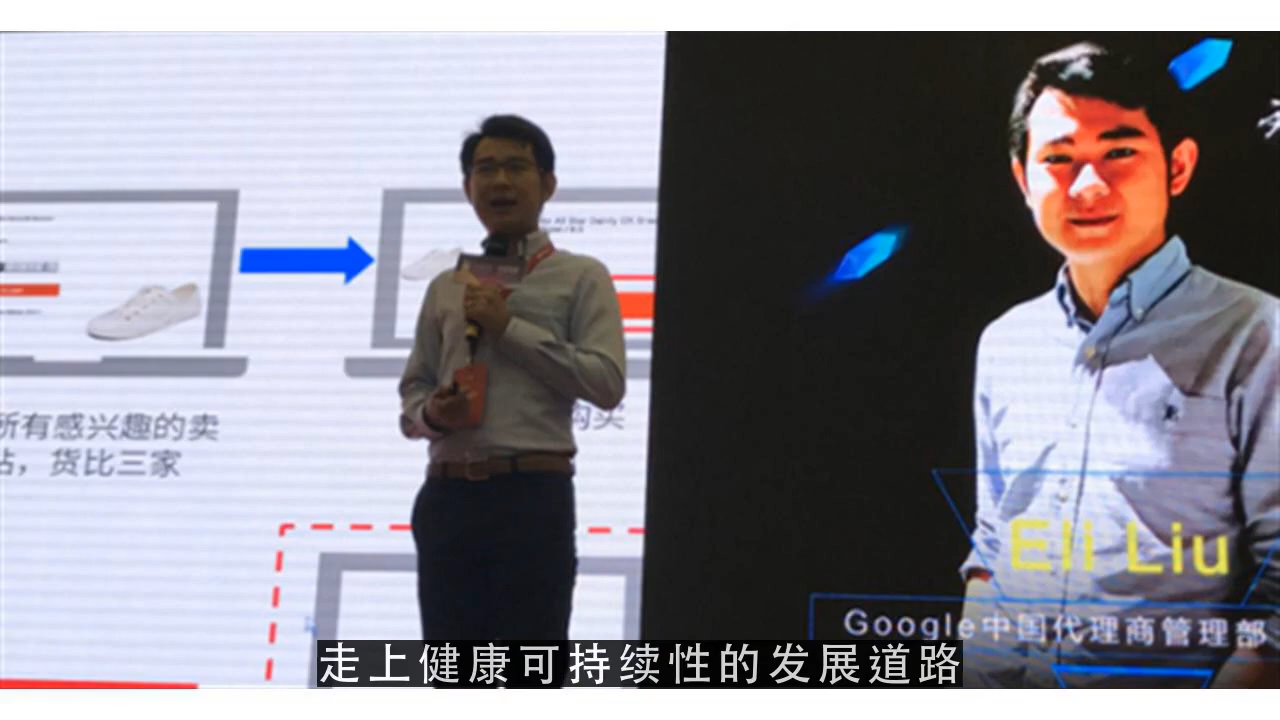 所有感兴趣的卖
站，货比三家
购买
Eli Liu
Google中国代理商管理部
走上健康可持续性的发展道路